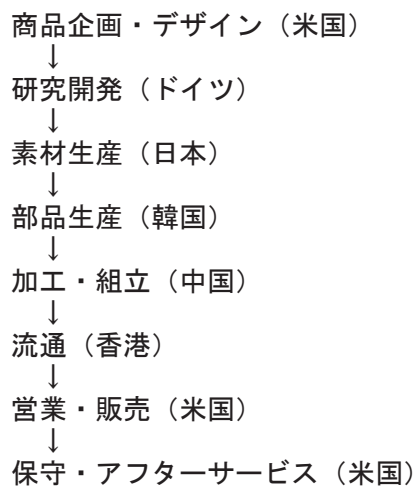 商品企画・デザイン（米国）
↓
研究開発（ドイツ）
↓
素材生産（日本）
↓
部品生産（韓国）
↓
加工・組立（中国）
↓
流通（香港）
↓
営業・販売（米国）
↓
保守・アフターサービス（米国）